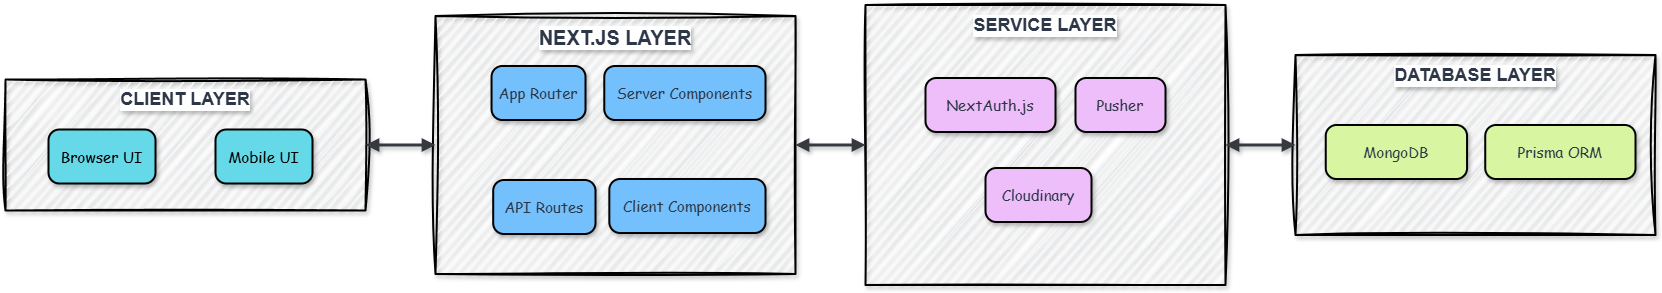 CLIENT LAYER
Browser UI
Mobile UI
NEXT.JS LAYER
App Router
Server Components
API Routes
Client Components
SERVICE LAYER
NextAuth.js
Pusher
Cloudinary
DATABASE LAYER
MongoDB
Prisma ORM